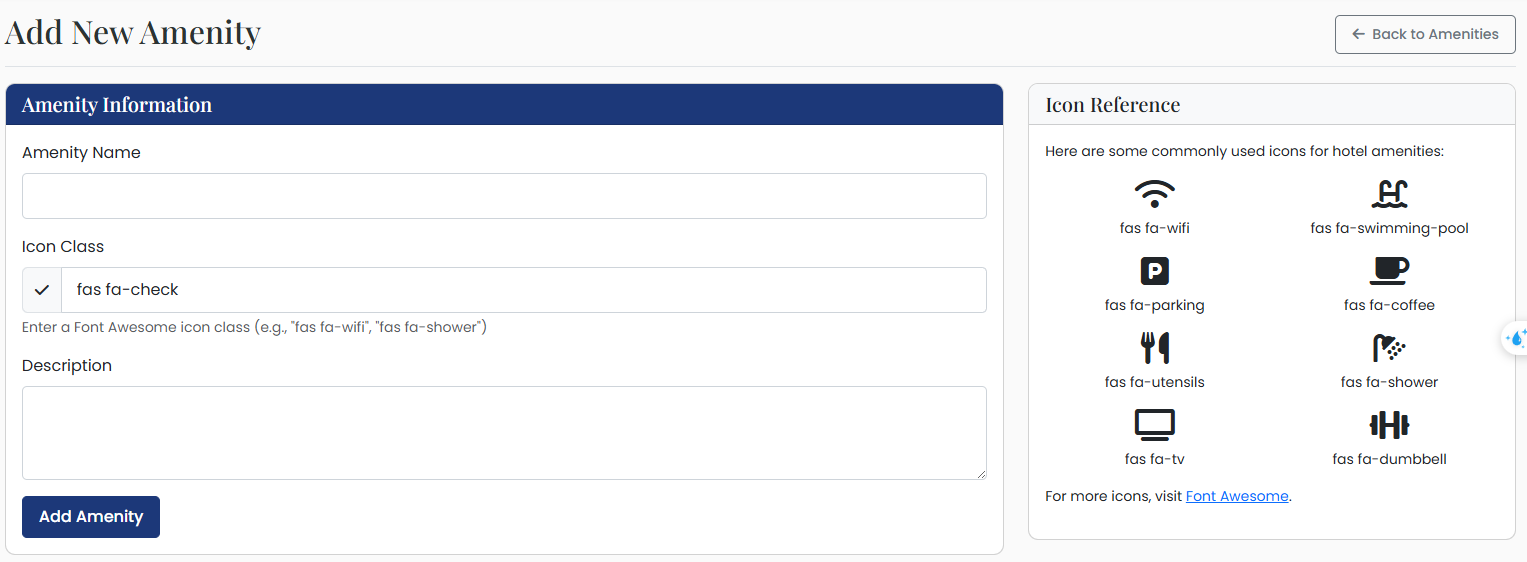 Add New Amenity
Back to Amenities
Amenity Information
Amenity Name
Icon Class
fas fa-check
Enter a Font Awesome icon class (e.g., "fas fa-wifi", "fas fa-shower")
Description
Add Amenity
Icon Reference
Here are some commonly used icons for hotel amenities:
fas fa-wifi
fas fa-swimming-pool
P
fas fa-parking
fas fa-coffee
fas fa-utensils
fas fa-shower
fas fa-tv
fas fa-dumbbell
For more icons, visit Font Awesome.